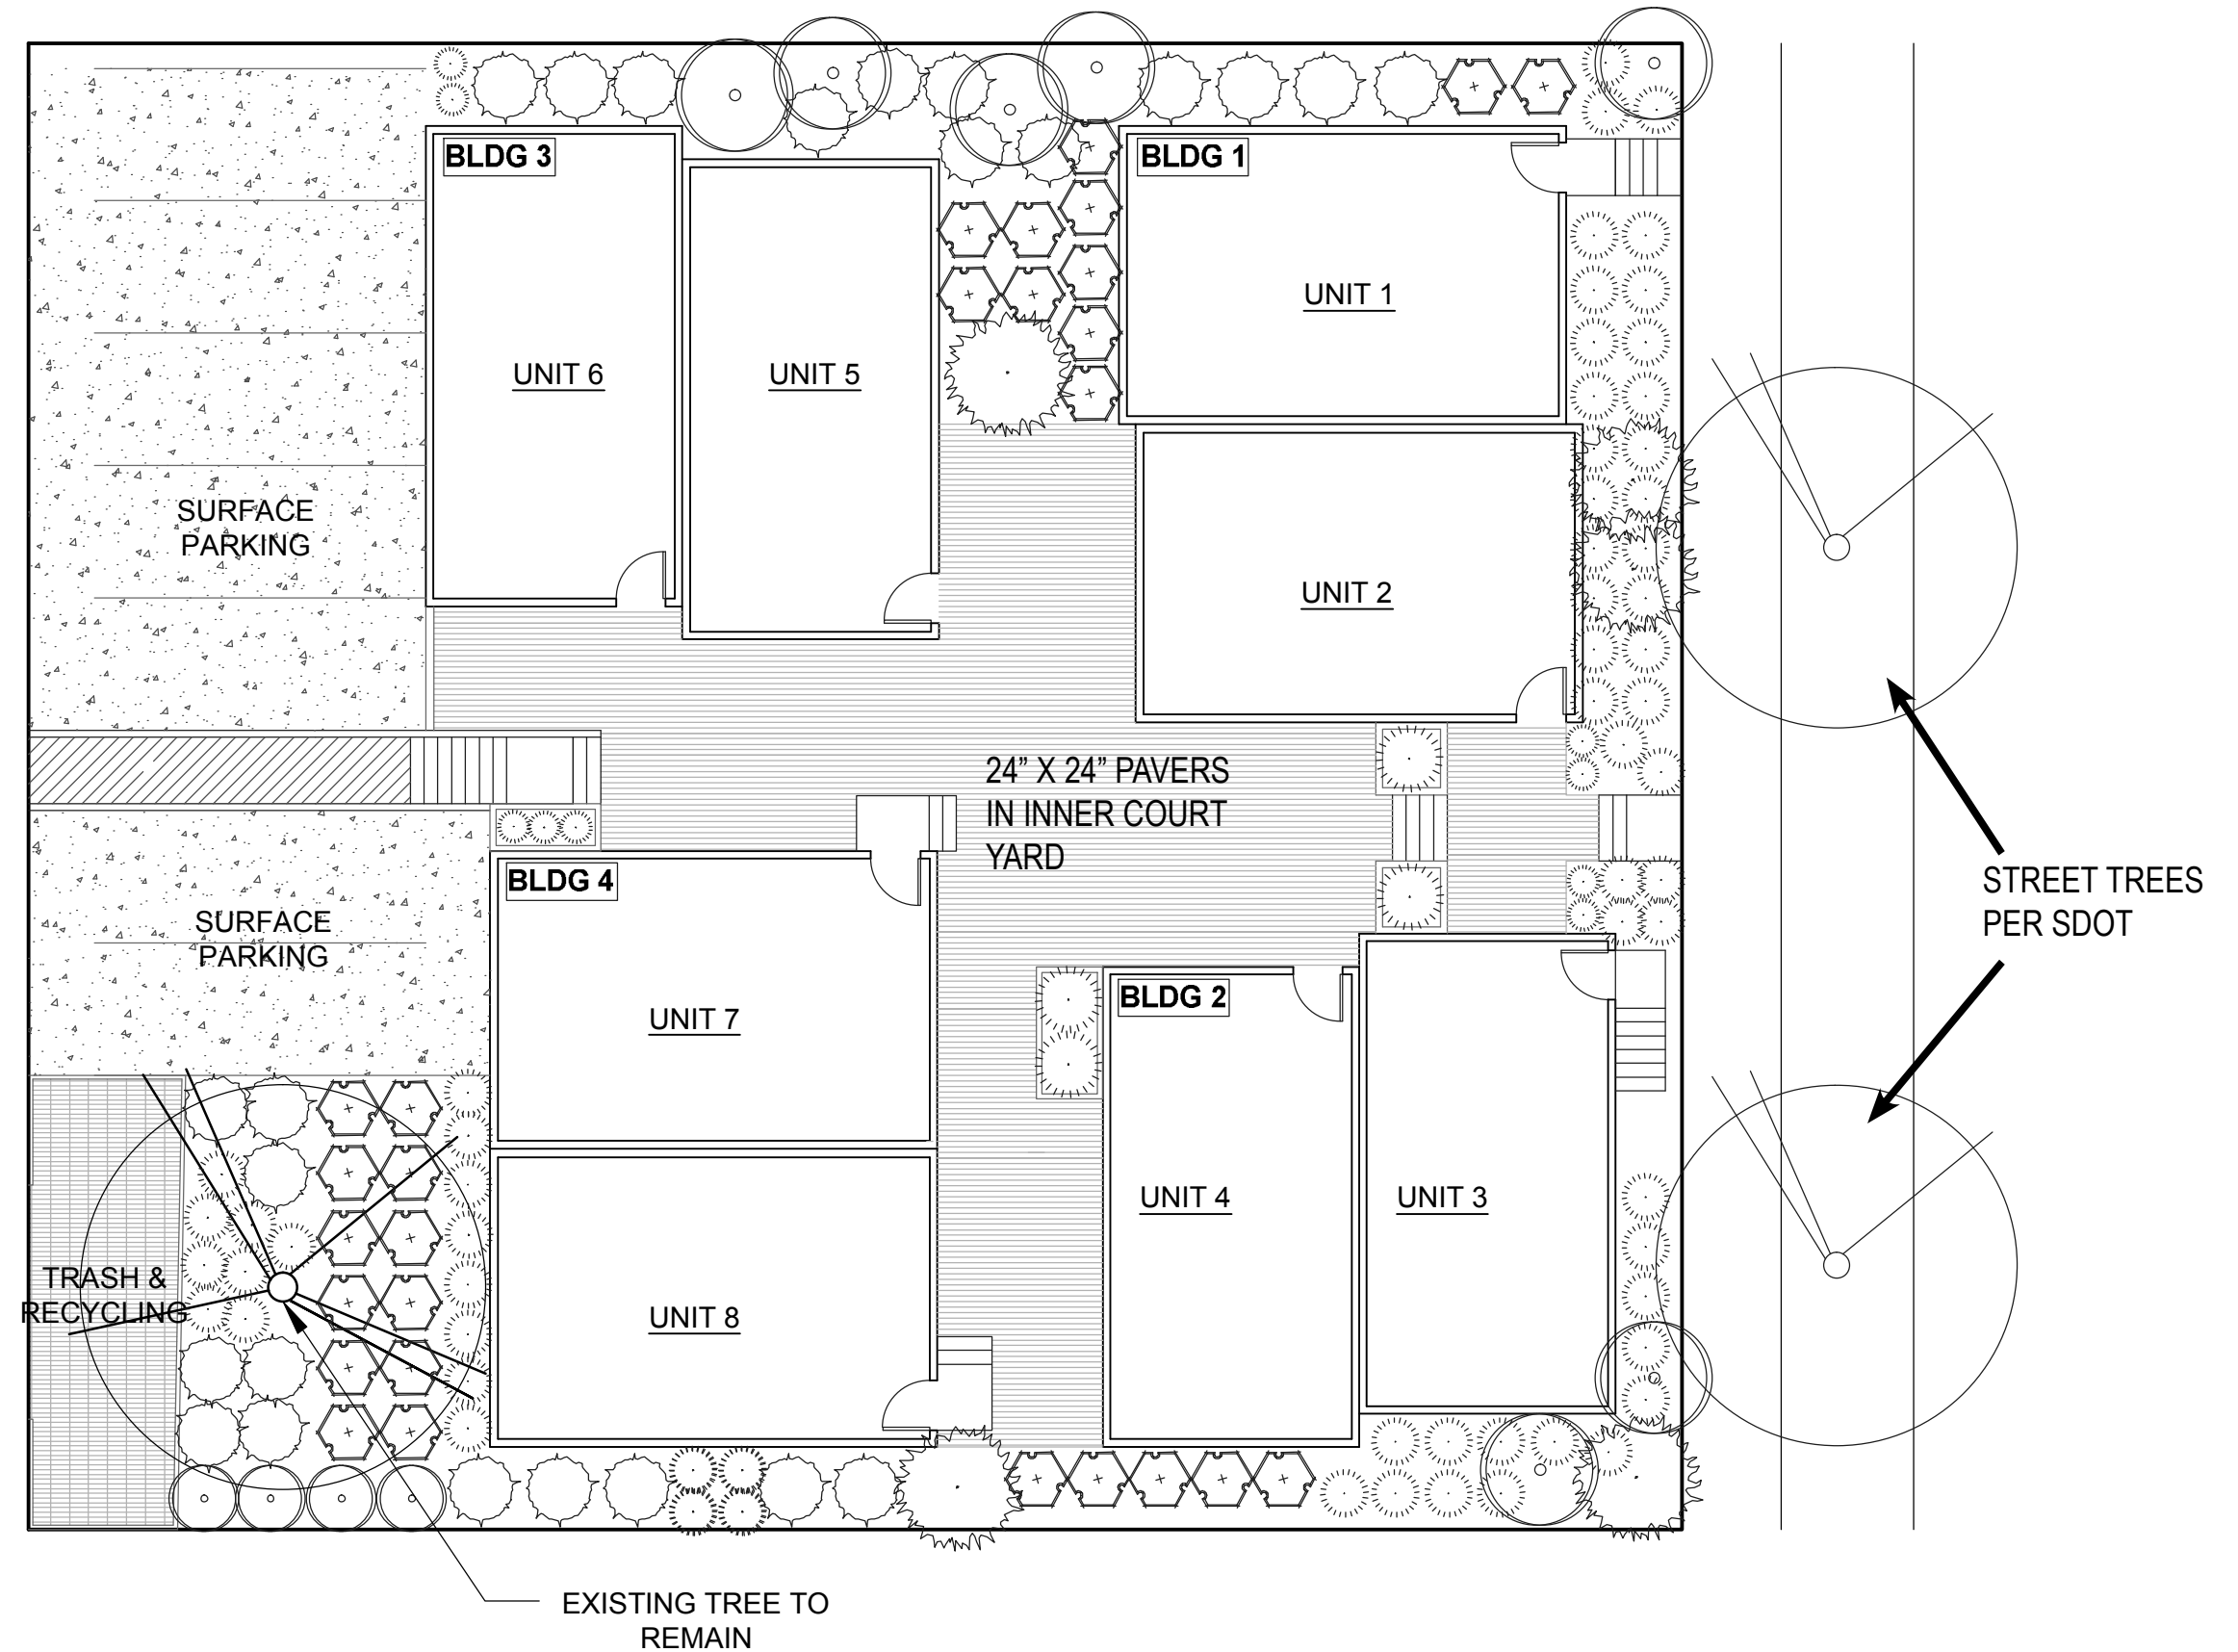 BLDG 3
BLDG 1
UNIT 1
UNIT 6
UNIT 5
SURFACE
PARKING
UNIT 2
24” X 24” PAVERS
IN INNER COURT
YARD
BLDG 4
STREET TREES
PER SDOT
SURFACE
PARKING
BLDG 2
UNIT 7
UNIT 4
UNIT 3
TRASH &
RECYCLING
UNIT 8
EXISTING TREE TO
REMAIN